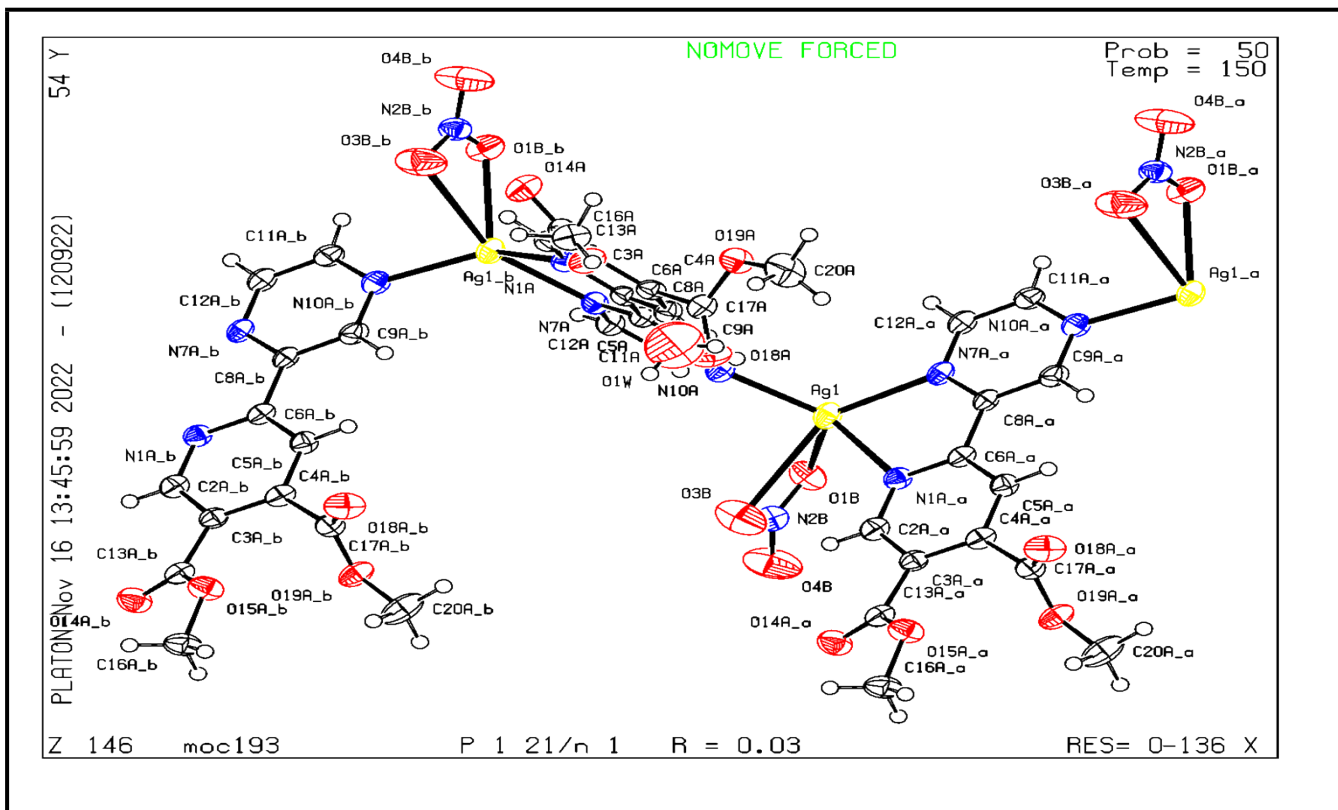 NOMOVE FORCED
Prob = 50
Temp = 150
PLATON-Nov 16 13:45:59 2022 - (120922)
54 Y
O4B_b
N2B_b
O3B_b
O1B_b
O14A
C16A
C13A
C11A_b
C3A
O19A
C4A
C20A
C6A
C8A
C17A
Ag1_b
N1A
C12A_b
N10A_b
N7A
C9A
C12A
C5A
C11A
N7A_b
C9A_b
O18A
O1W
N10A
C8A_b
Ag1
C6A_b
N1A_b
C5A_b
C2A_b
C4A_b
O18A_b
C3A_b
C17A_b
C13A_b
O19A_b
O15A_b
C20A_b
O14A_b
C16A_b
O4B_a
N2B_a
O1B_a
O3B_a
Ag1_a
C11A_a
C12A_a
N10A_a
N7A_a
C9A_a
C8A_a
C6A_a
O3B
O1B
N1A_a
N2B
C2A_a
C5A_a
C4A_a
O4B
O18A_a
C17A_a
C3A_a
C13A_a
O19A_a
O14A_a
O15A_a
C20A_a
C16A_a
Z 146 moc193 P 1 21/n 1 R = 0.03 RES= 0-136 X